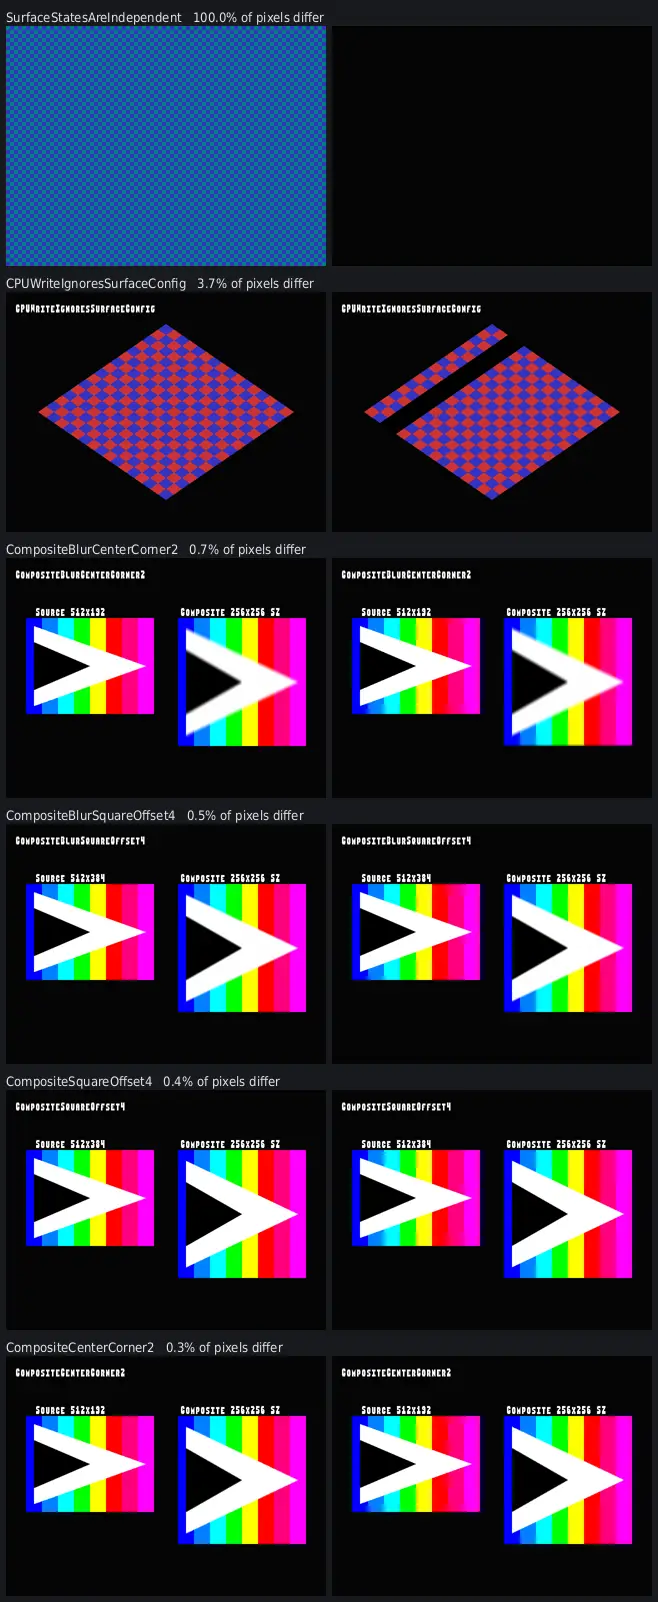 SurfaceStatesAreIndependent 100.0% of pixels differ
CPUWriteIgnoresSurfaceConfig 3.7% of pixels differ
CPUWriteIgnoresSurfaceConfig CPUWriteIgnoresSurfaceConfig
CompositeBlurCenterCorner2 0.7% of pixels differ
CompositeBlurCenterCorner2 CompositeBlurCenterCorner2
Source 512x192 Composite 256x256 SZ Source 512x192 Composite 256x256 SZ
CompositeBlurSquareOffset4 0.5% of pixels differ
CompositeBlurSquareOffset4 CompositeBlurSquareOffset4
Source 512x384 Composite 256x256 SZ Source 512x384 Composite 256x256 SZ
CompositeSquareOffset4 0.4% of pixels differ
CompositeSquareOffset4 CompositeSquareOffset4
Source 512x384 Composite 256x256 SZ Source 512x384 Composite 256x256 SZ
CompositeCenterCorner2 0.3% of pixels differ
CompositeCenterCorner2 CompositeCenterCorner2
Source 512x192 Composite 256x256 SZ Source 512x192 Composite 256x256 SZ